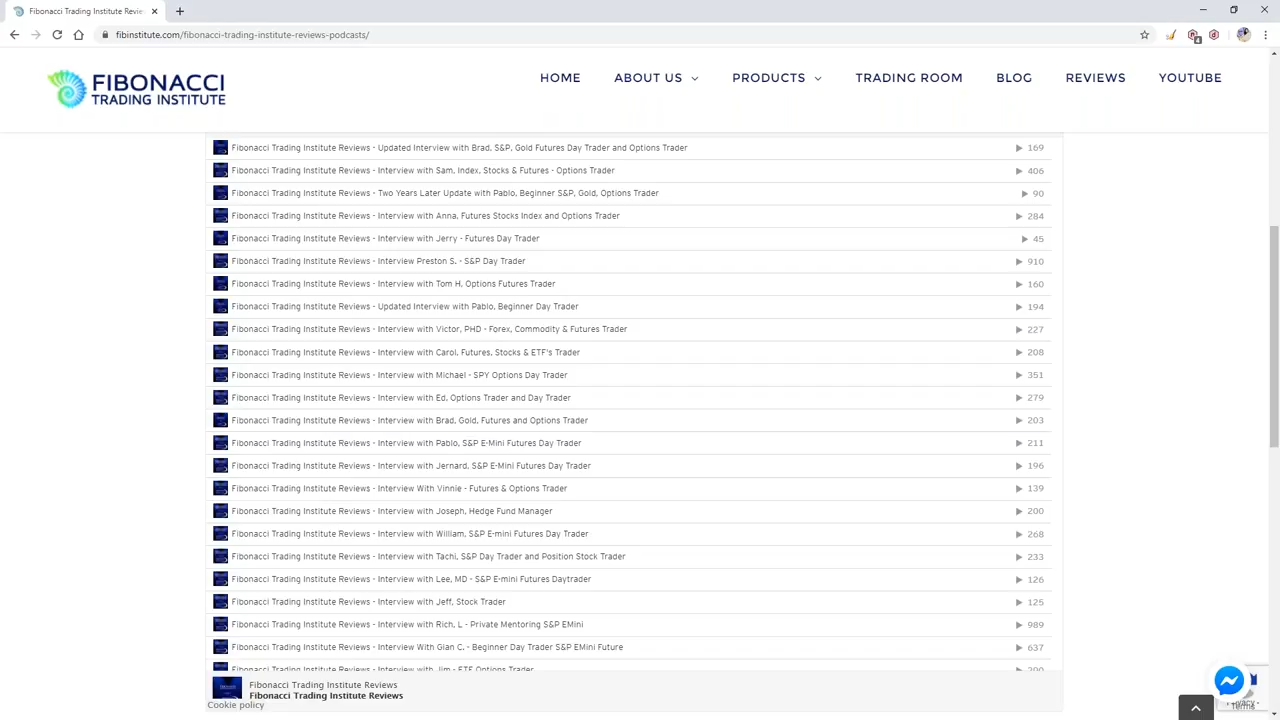 Fibonacci Trading Institute Revie
fibinstitute.com/fibonacci-trading-institute-reviews-podcasts/
4
FIBONACCI
TRADING INSTITUTE
HOME ABOUT US PRODUCTS TRADING ROOM BLOG REVIEWS YOUTUBE
Fibonacci Trading Institute Reviews - Updated Interview with Brad, S&P, Gold Futures Day Trader and Options Trader 169
Fibonacci Trading Institute Reviews - Interview with Sam, Index, Stocks & Futures - Options Trader 406
Fibonacci Trading Institute Reviews - Two Years Later Update with Pablo, Beginner S&P, Gold, Options Trader 90
Fibonacci Trading Institute Reviews - Interview with Anna, Futures Stocks Index and Options Trader 284
Fibonacci Trading Institute Reviews - Interview with Jerry - Futures Day Trader 45
Fibonacci Trading Institute Reviews - Interview Preston S. - S&P Day Trader 910
Fibonacci Trading Institute Reviews - Interview with Tom H, Options Futures Trader 160
Fibonacci Trading Institute Reviews - Updated Interview with Pablo, Beginner Day Trader 194
Fibonacci Trading Institute Reviews - Interview with Victor, PHD - Forex, Commodity & Futures Trader 227
Fibonacci Trading Institute Reviews - Interview with Carol, Futures, Stocks & ETF's Trader 208
Fibonacci Trading Institute Reviews - Interview with Michael - SPY Options Day Trader 351
Fibonacci Trading Institute Reviews - Interview with Ed, Options Trader and Day Trader 279
Fibonacci Trading Institute Reviews - Interview with Brad, Gold Futures and Options Trader 203
Fibonacci Trading Institute Reviews - Interview with Pablo, S&P E-Mini Futures Day Trader 211
Fibonacci Trading Institute Reviews - Interview with Jernard, S&P E-Mini Futures Day Trader 196
Fibonacci Trading Institute Reviews - Interview With Vinnie - Futures & Options Trader 139
Fibonacci Trading Institute Reviews - Interview with Joseph, Hedge Fund Manager 200
Fibonacci Trading Institute Reviews - Interview with William, S&P E-mini Futures Day Trader 268
Fibonacci Trading Institute Reviews - Interview with Tachi, S&P Day Trader and Position Stock Trader 233
Fibonacci Trading Institute Reviews - Interview with Lee, MD - S&P E-mini Futures Day Trader 126
Fibonacci Trading Institute Reviews - Interview with Jeff, Stock Trader 125
Fibonacci Trading Institute Reviews - Interview with Rich, L - Private Mentoring S&P EMini 989
Fibonacci Trading Institute Reviews - Interview With Gian C. - Beginner Day Trader S&P EMini Future 637
Fibonacci Trading Institute Reviews - Interview with Jim - ETF Options Trader 290
Fibonacci Trading Institute Reviews
Fibonacci Trading Institute Reviews
Cookie policy
Privacy - Terms